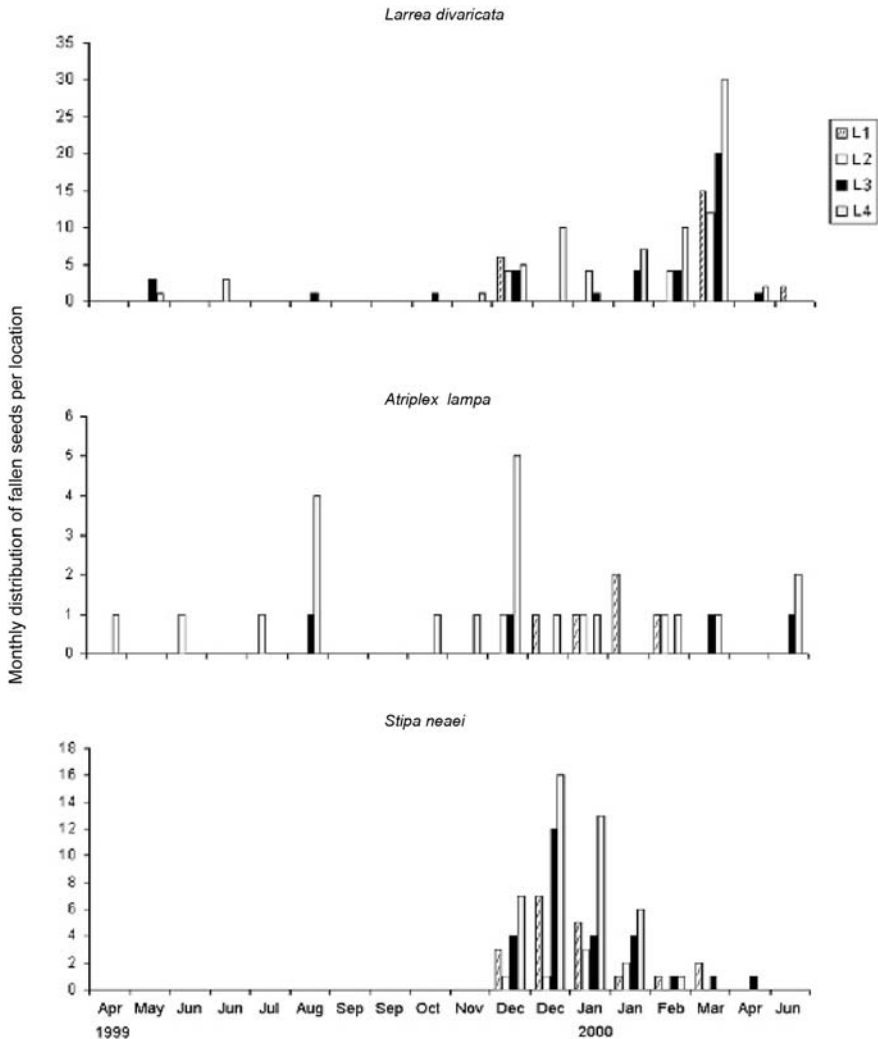 Larrea divaricata
35
30
25
20
15
10
5
0
L1
L2
L3
L4
Monthly distribution of fallen seeds per location
Atriplex lampa
6
5
4
3
2
1
0
Stipa neaei
18
16
14
12
10
8
6
4
2
0
Apr May Jun Jun Jul Aug Sep Sep Oct Nov Dec Dec Jan Jan Feb Mar Apr Jun
1999 2000